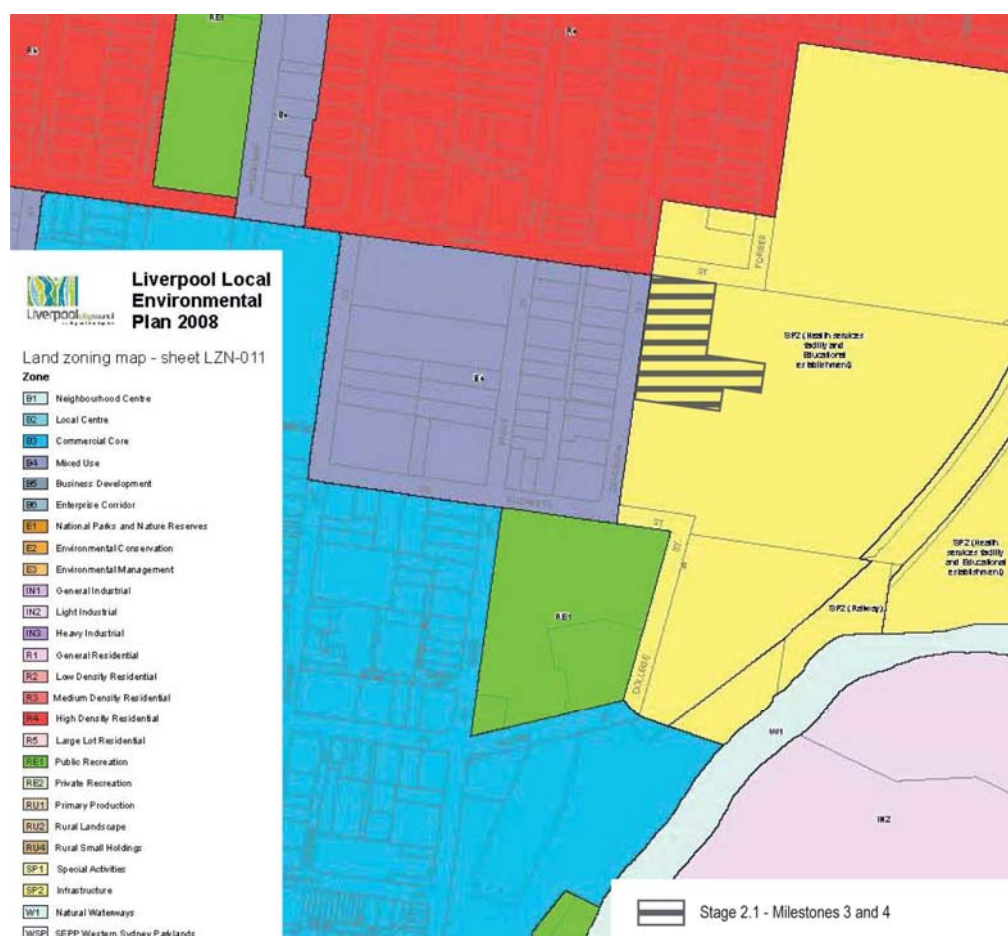 Liverpool Local
Environmental
Plan 2008
Liverpool city council
Land zoning map - sheet LZN-011
Zone
B1 Neighbourhood Centre
B2 Local Centre
B3 Commercial Core
B4 Mixed Use
B5 Business Development
B6 Enterprise Corridor
E1 National Parks and Nature Reserves
E2 Environmental Conservation
E3 Environmental Management
IN1 General Industrial
IN2 Light Industrial
IN3 Heavy Industrial
R1 General Residential
R2 Low Density Residential
R3 Medium Density Residential
R4 High Density Residential
R5 Large Lot Residential
RE1 Public Recreation
RE2 Private Recreation
RU1 Primary Production
RU2 Rural Landscape
RU4 Rural Small Holdings
SP1 Special Activities
SP2 Infrastructure
W1 Natural Waterways
WSP SEPP Western Sydney Parklands
RE1
R4
B4
FORBES
ST
SP2 (Health services
facility and
Educational
establishment)
B4
GOULBURN
ELIZABETH
ST
ST
SP2 (Health
services facility
and Educational
establishment)
SP2 (Railway)
RE1
COLLEGE
W1
IN2
Stage 2.1 - Milestones 3 and 4